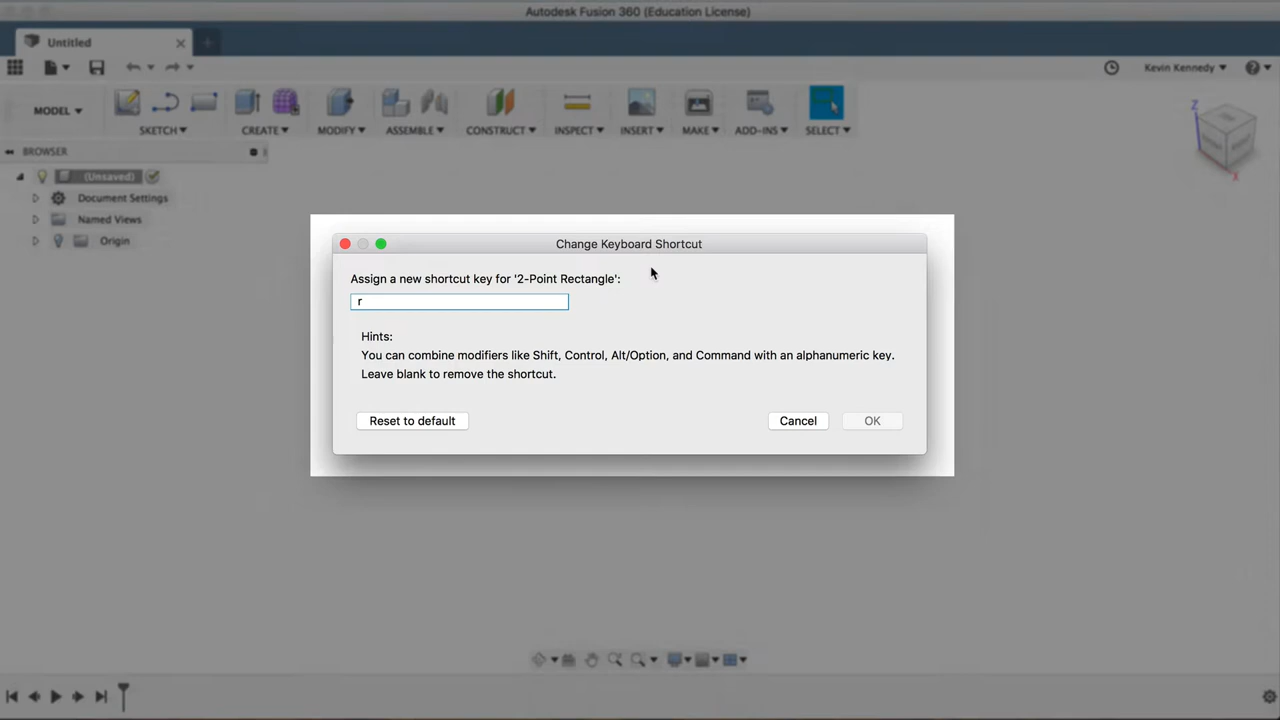 Autodesk Fusion 360 (Education License)
Untitled
Kevin Kennedy
MODEL
SKETCH
CREATE
MODIFY
ASSEMBLE
CONSTRUCT
INSPECT
INSERT
MAKE
ADD-INS
SELECT
BROWSER
(Unsaved)
Document Settings
Named Views
Origin
Z
X
Change Keyboard Shortcut
Assign a new shortcut key for '2-Point Rectangle':
r
Hints:
You can combine modifiers like Shift, Control, Alt/Option, and Command with an alphanumeric key.
Leave blank to remove the shortcut.
Reset to default
Cancel
OK